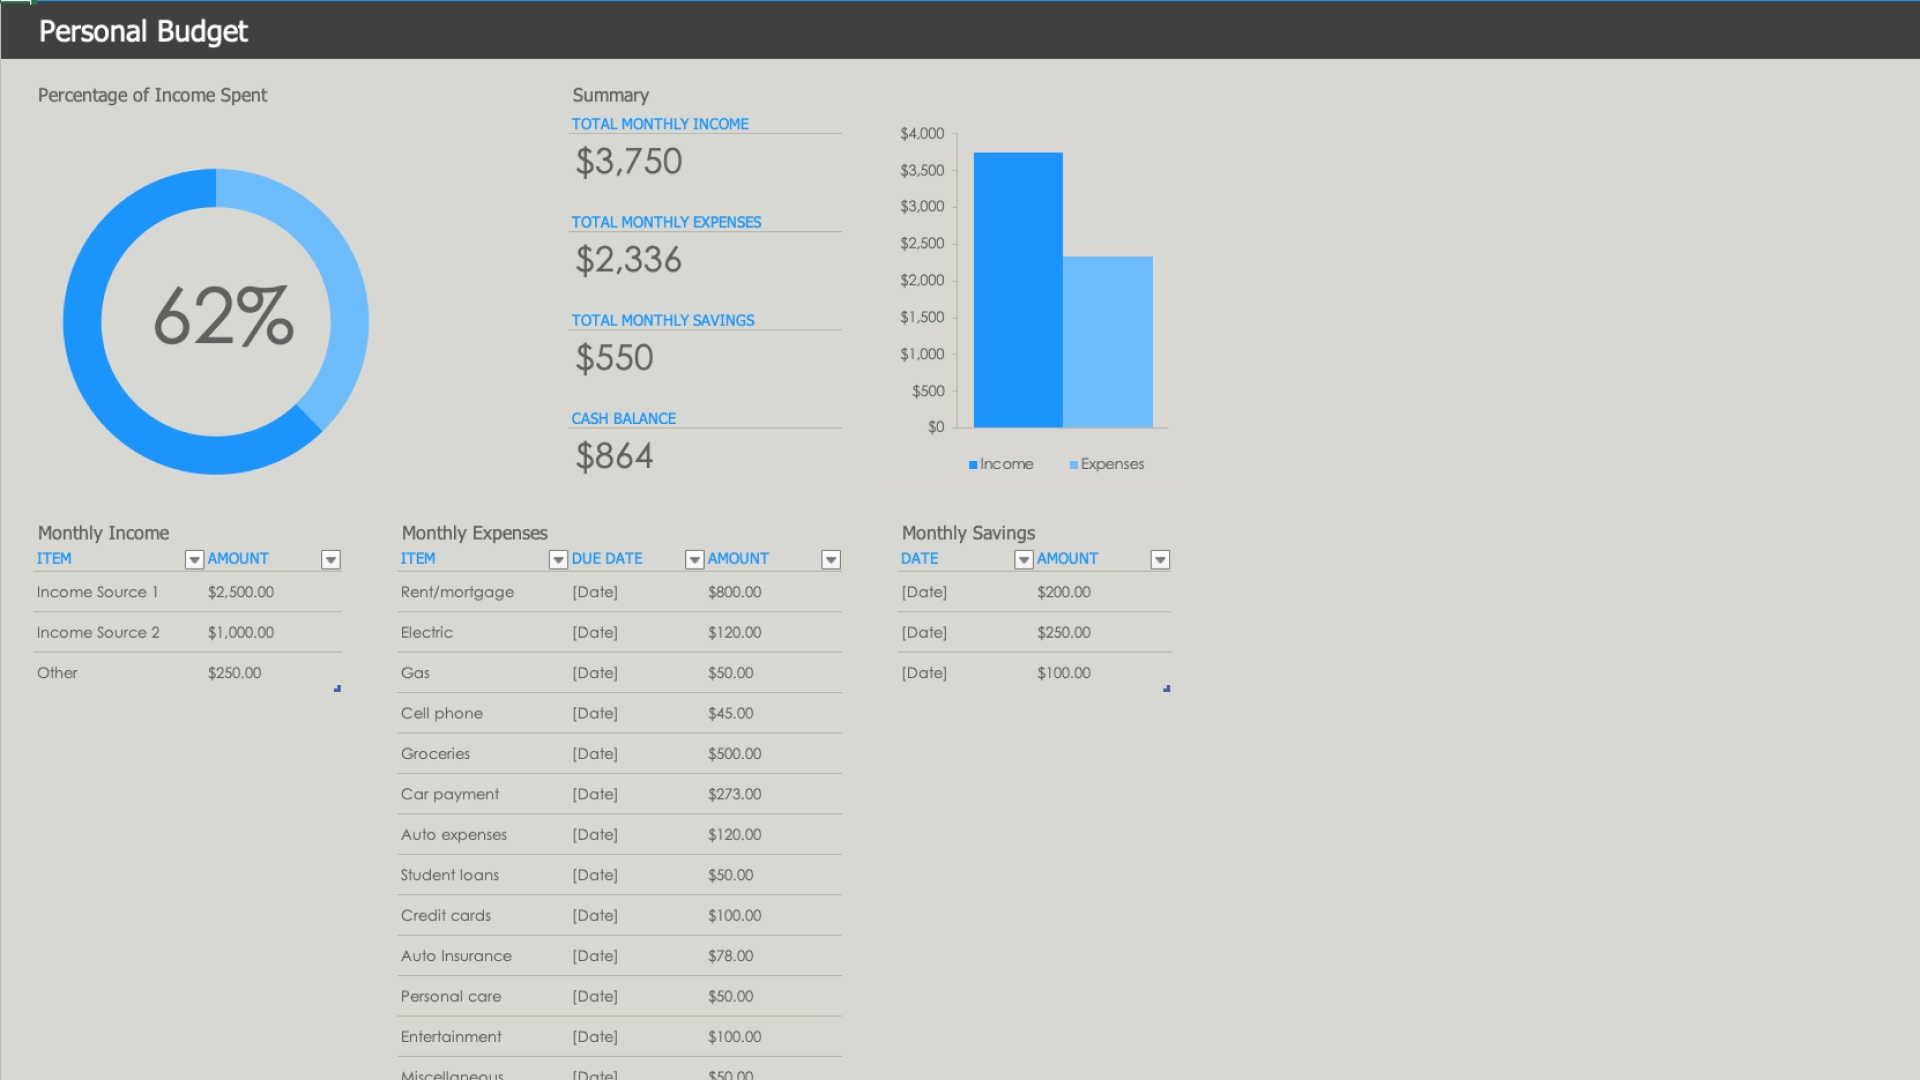 Personal Budget
Percentage of Income Spent
62%
Summary
TOTAL MONTHLY INCOME
$3,750
TOTAL MONTHLY EXPENSES
$2,336
TOTAL MONTHLY SAVINGS
$550
CASH BALANCE
$864
$4,000
$3,500
$3,000
$2,500
$2,000
$1,500
$1,000
$500
$0
Income Expenses
Monthly Income
ITEM AMOUNT
Income Source 1 $2,500.00
Income Source 2 $1,000.00
Other $250.00
Monthly Expenses
ITEM DUE DATE AMOUNT
Rent/mortgage [Date] $800.00
Electric [Date] $120.00
Gas [Date] $50.00
Cell phone [Date] $45.00
Groceries [Date] $500.00
Car payment [Date] $273.00
Auto expenses [Date] $120.00
Student loans [Date] $50.00
Credit cards [Date] $100.00
Auto Insurance [Date] $78.00
Personal care [Date] $50.00
Entertainment [Date] $100.00
Miscellaneous [Date] $50.00
Monthly Savings
DATE AMOUNT
[Date] $200.00
[Date] $250.00
[Date] $100.00